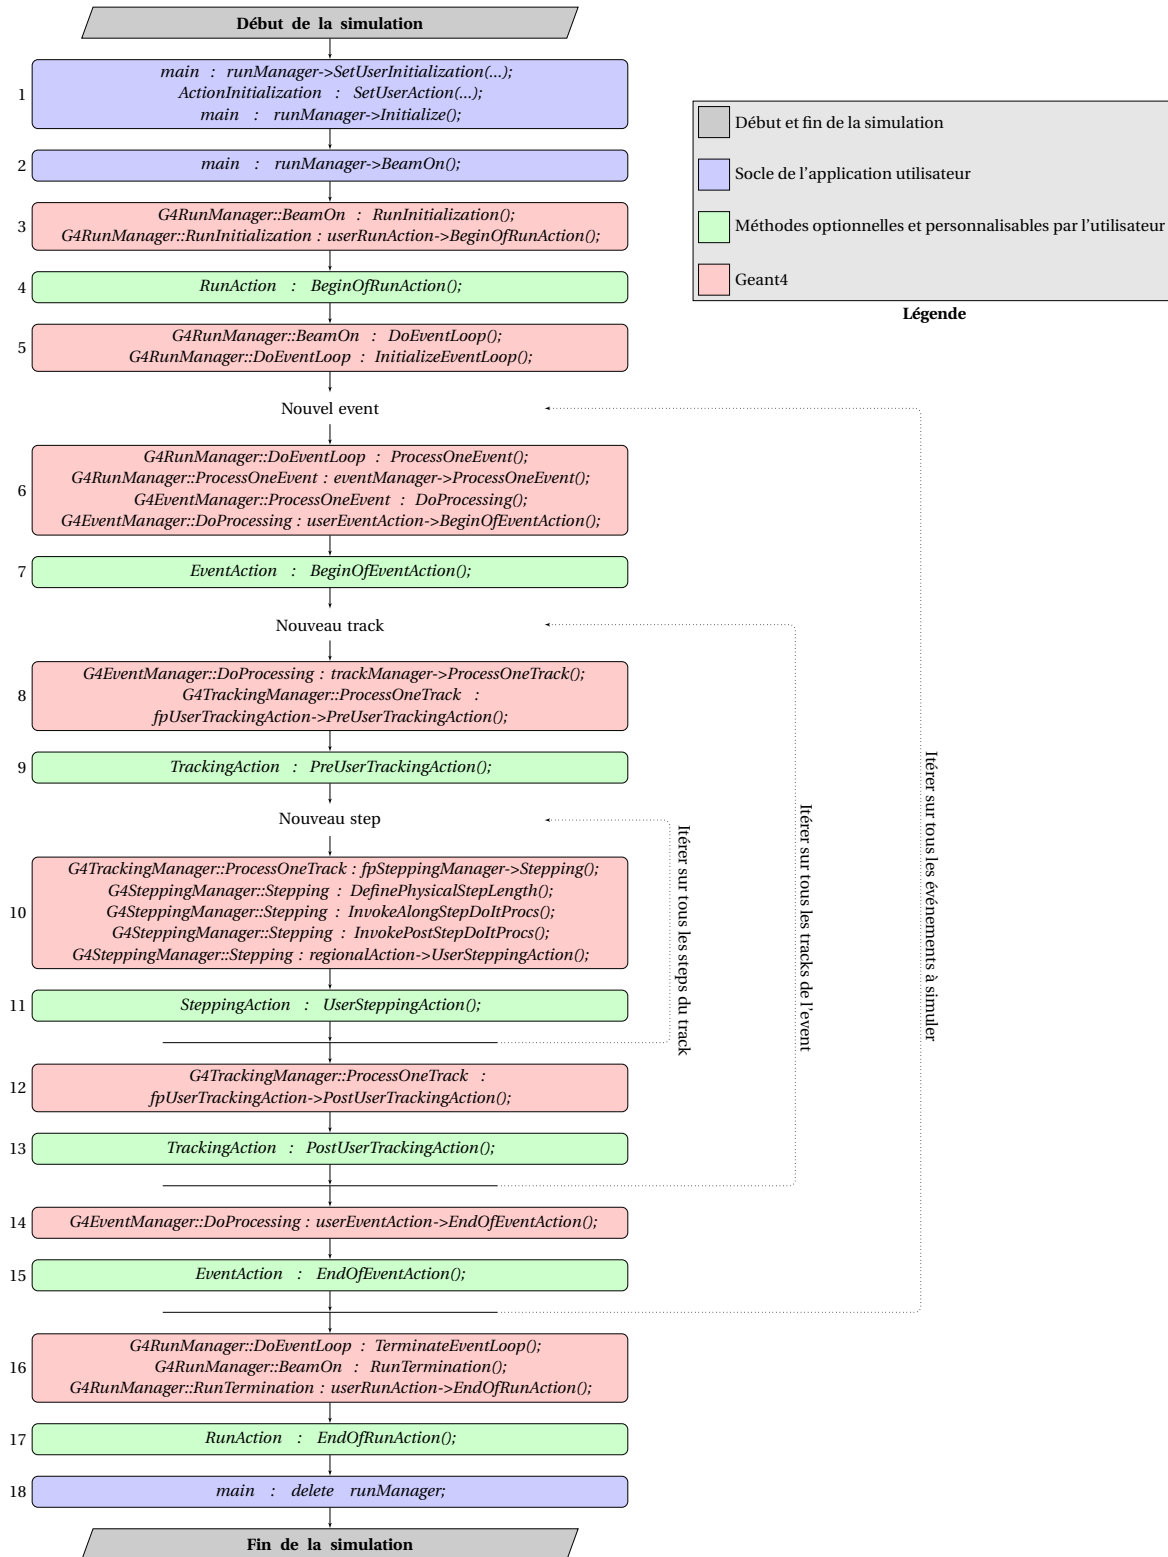 Début de la simulation
1
main : runManager->SetUserInitialization(...);
ActionInitialization : SetUserAction(...);
main : runManager->Initialize();
2
main : runManager->BeamOn();
3
G4RunManager::BeamOn : RunInitialization();
G4RunManager::RunInitialization : userRunAction->BeginOfRunAction();
4
RunAction : BeginOfRunAction();
5
G4RunManager::BeamOn : DoEventLoop();
G4RunManager::DoEventLoop : InitializeEventLoop();
Nouvel event
6
G4RunManager::DoEventLoop : ProcessOneEvent();
G4RunManager::ProcessOneEvent : eventManager->ProcessOneEvent();
G4EventManager::ProcessOneEvent : DoProcessing();
G4EventManager::DoProcessing : userEventAction->BeginOfEventAction();
7
EventAction : BeginOfEventAction();
Nouveau track
8
G4EventManager::DoProcessing : trackManager->ProcessOneTrack();
G4TrackingManager::ProcessOneTrack :
fpUserTrackingAction->PreUserTrackingAction();
9
TrackingAction : PreUserTrackingAction();
Nouveau step
10
G4TrackingManager::ProcessOneTrack : fpSteppingManager->Stepping();
G4SteppingManager::Stepping : DefinePhysicalStepLength();
G4SteppingManager::Stepping : InvokeAlongStepDoItProcs();
G4SteppingManager::Stepping : InvokePostStepDoItProcs();
G4SteppingManager::Stepping : regionalAction->UserSteppingAction();
11
SteppingAction : UserSteppingAction();
12
G4TrackingManager::ProcessOneTrack :
fpUserTrackingAction->PostUserTrackingAction();
13
TrackingAction : PostUserTrackingAction();
14
G4EventManager::DoProcessing : userEventAction->EndOfEventAction();
15
EventAction : EndOfEventAction();
16
G4RunManager::DoEventLoop : TerminateEventLoop();
G4RunManager::BeamOn : RunTermination();
G4RunManager::RunTermination : userRunAction->EndOfRunAction();
17
RunAction : EndOfRunAction();
18
main : delete runManager;
Fin de la simulation
Itérer sur tous les steps du track
Itérer sur tous les tracks de l'event
Itérer sur tous les événements à simuler
Début et fin de la simulation
Socle de l'application utilisateur
Méthodes optionnelles et personnalisables par l'utilisateur
Geant4
Légende